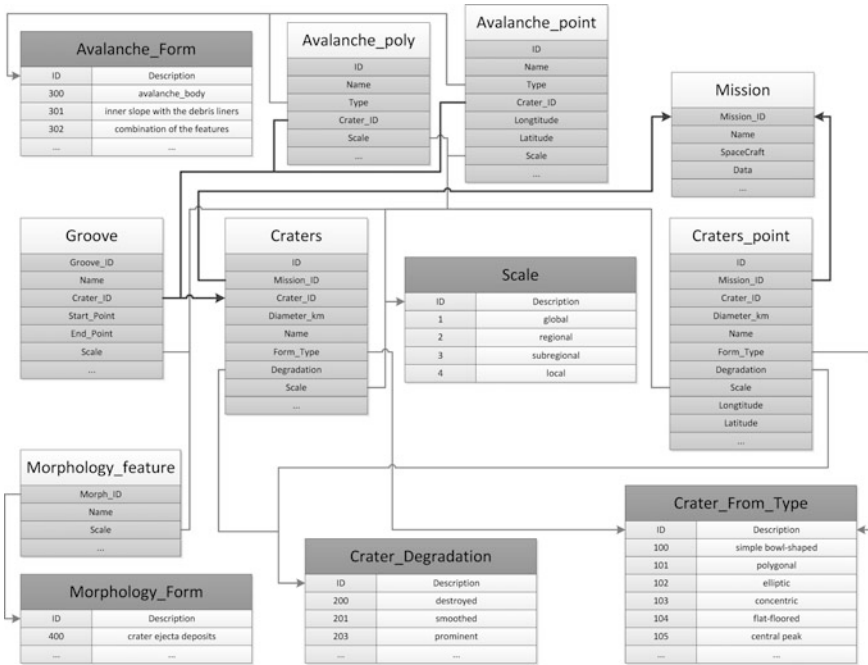 Avalanche_Form
ID Description
300 avalanche_body
301 inner slope with the debris liners
302 combination of the features
... ...
Avalanche_poly
ID
Name
Type
Crater_ID
Scale
...
Avalanche_point
ID
Name
Type
Crater_ID
Longtitude
Latitude
Scale
...
Mission
Mission_ID
Name
SpaceCraft
Data
...
Groove
Groove_ID
Name
Crater_ID
Start_Point
End_Point
Scale
...
Craters
ID
Mission_ID
Crater_ID
Diameter_km
Name
Form_Type
Degradation
Scale
...
Scale
ID Description
1 global
2 regional
3 subregional
4 local
Craters_point
ID
Mission_ID
Crater_ID
Diameter_km
Name
Form_Type
Degradation
Scale
Longtitude
Latitude
...
Morphology_feature
Morph_ID
Name
Scale
...
Morphology_Form
ID Description
400 crater ejecta deposits
... ...
Crater_Degradation
ID Description
200 destroyed
201 smoothed
203 prominent
... ...
Crater_From_Type
ID Description
100 simple bowl-shaped
101 polygonal
102 elliptic
103 concentric
104 flat-floored
105 central peak
... ...